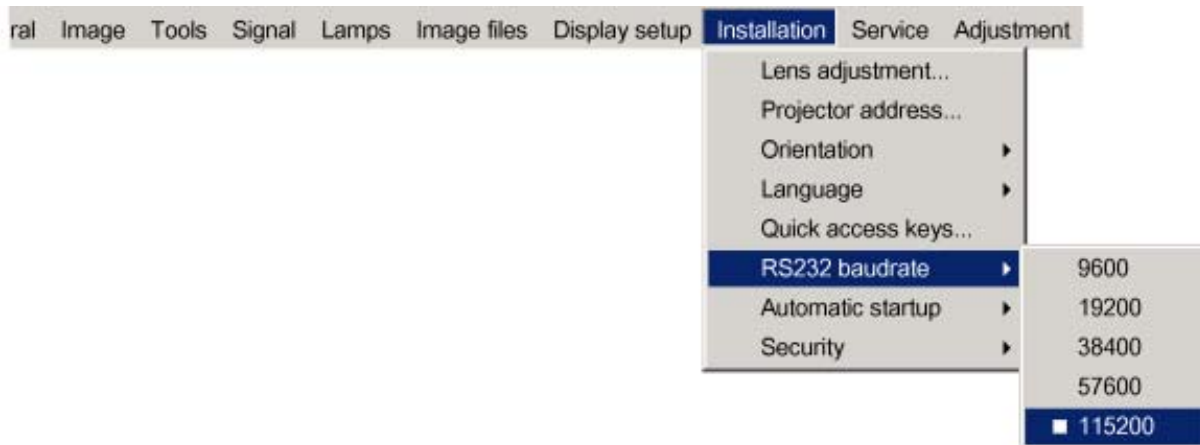 ral Image Tools Signal Lamps Image files Display setup Installation Service Adjustment
Lens adjustment...
Projector address...
Orientation
Language
Quick access keys...
RS232 baudrate
Automatic startup
Security
9600
19200
38400
57600
115200